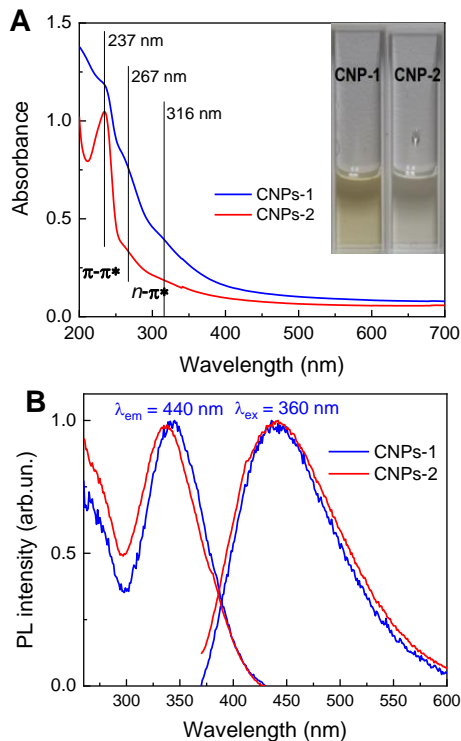 A
237 nm
267 nm
316 nm
CNP-1 CNP-2
CNPs-1
CNPs-2
π-π*
n-π*
Absorbance
1.5
1.0
0.5
0.0
200 300 400 500 600 700
Wavelength (nm)
B
λem = 440 nm λex = 360 nm
CNPs-1
CNPs-2
PL intensity (arb.un.)
1.0
0.5
0.0
300 350 400 450 500 550 600
Wavelength (nm)